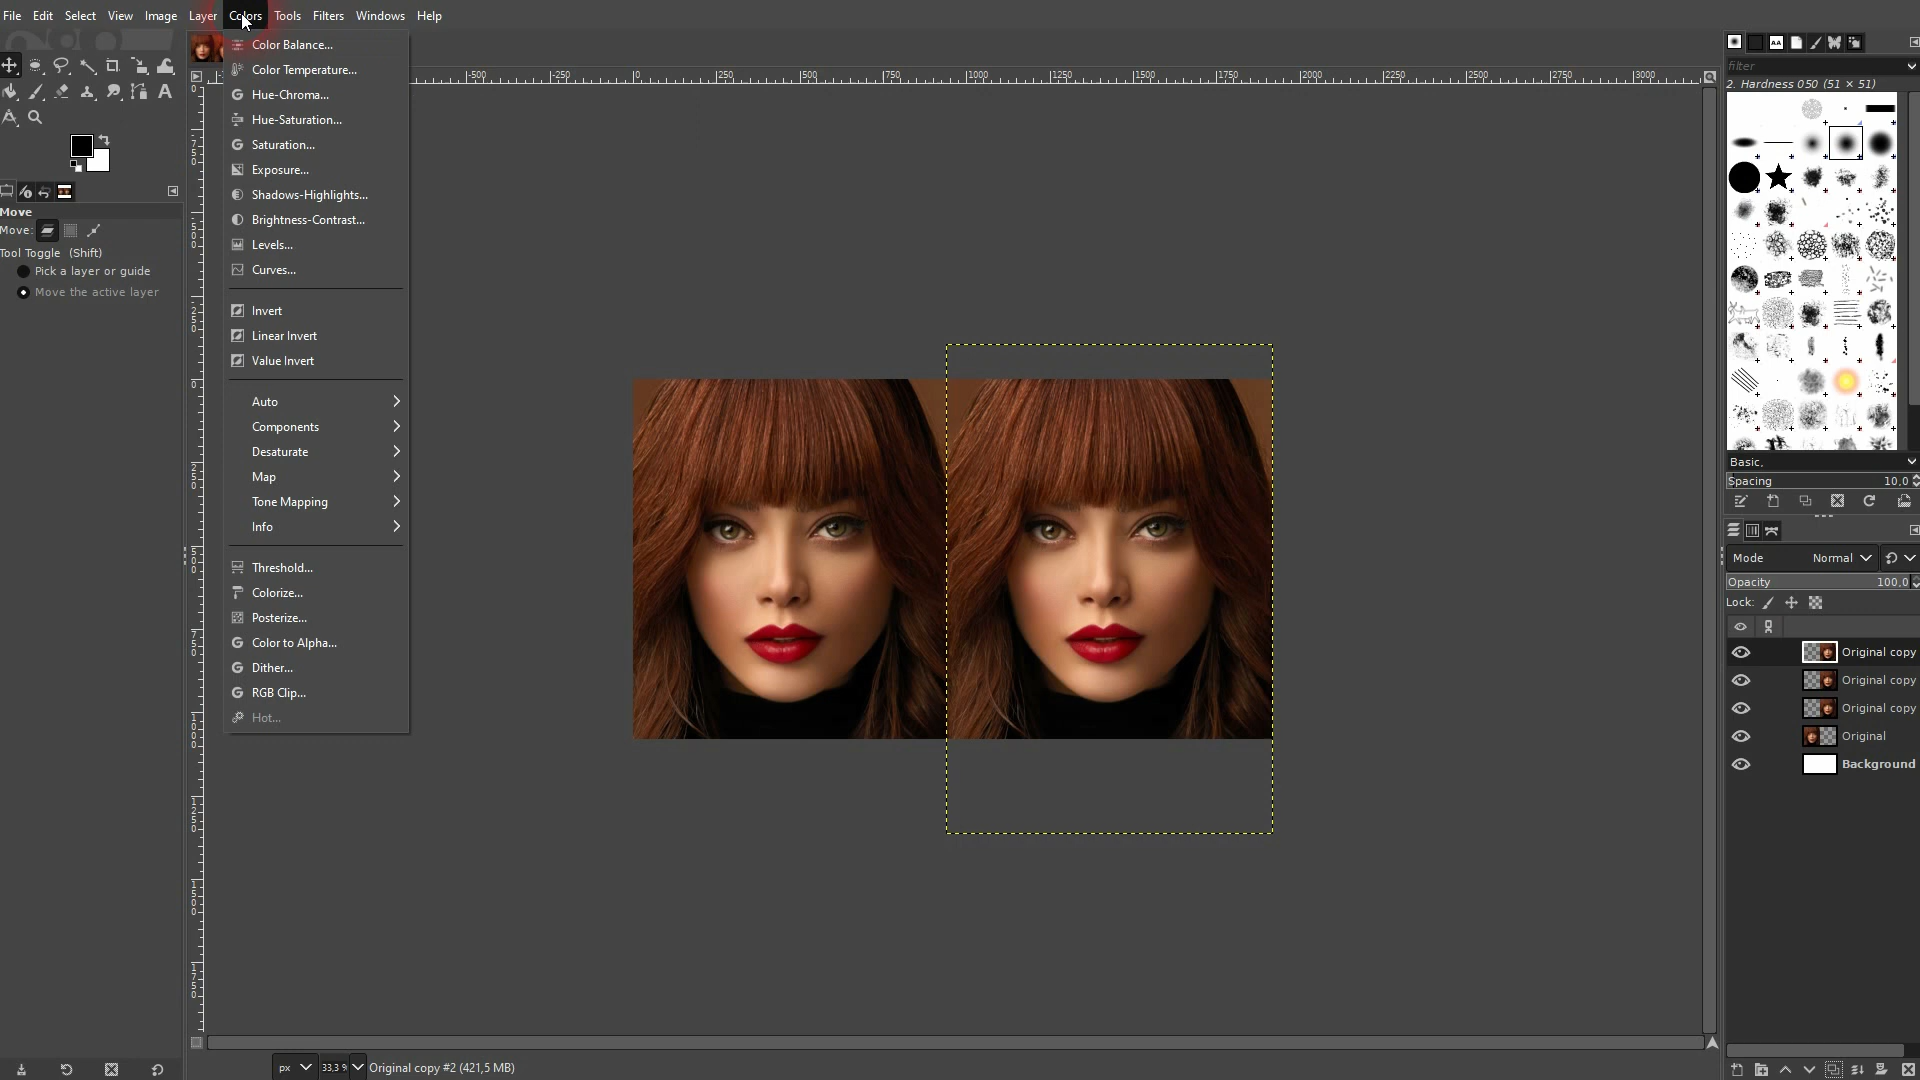 File Edit Select View Image Layer Colors Tools Filters Windows Help
Color Balance...
Color Temperature...
Hue-Chroma...
Hue-Saturation...
Saturation...
Exposure...
Shadows-Highlights...
Brightness-Contrast...
Levels...
Curves...
Invert
Linear Invert
Value Invert
Auto
Components
Desaturate
Map
Tone Mapping
Info
Threshold...
Colorize...
Posterize...
Color to Alpha...
Dither...
RGB Clip...
Hot...
Move
Move:
Tool Toggle (Shift)
Pick a layer or guide
Move the active layer
-500 -250 0 250 500 750 1000 1250 1500 1750 2000 2250 2500 2750 3000
filter
2. Hardness 050 (51 × 51)
Basic,
Spacing 10,0
Mode Normal
Opacity 100,0
Lock:
Original copy
Original copy
Original copy
Original
Background
px 33,3 % Original copy #2 (421,5 MB)